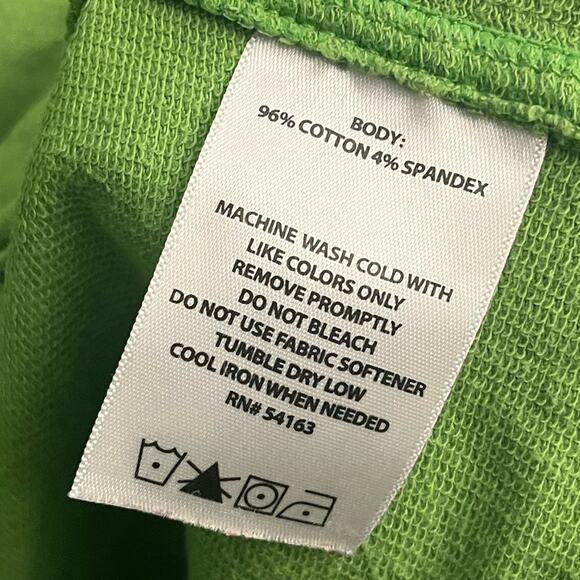 BODY:
96% COTTON 4% SPANDEX
MACHINE WASH COLD WITH
LIKE COLORS ONLY
REMOVE PROMPTLY
DO NOT BLEACH
DO NOT USE FABRIC SOFTENER
TUMBLE DRY LOW
COOL IRON WHEN NEEDED
RN# 54163